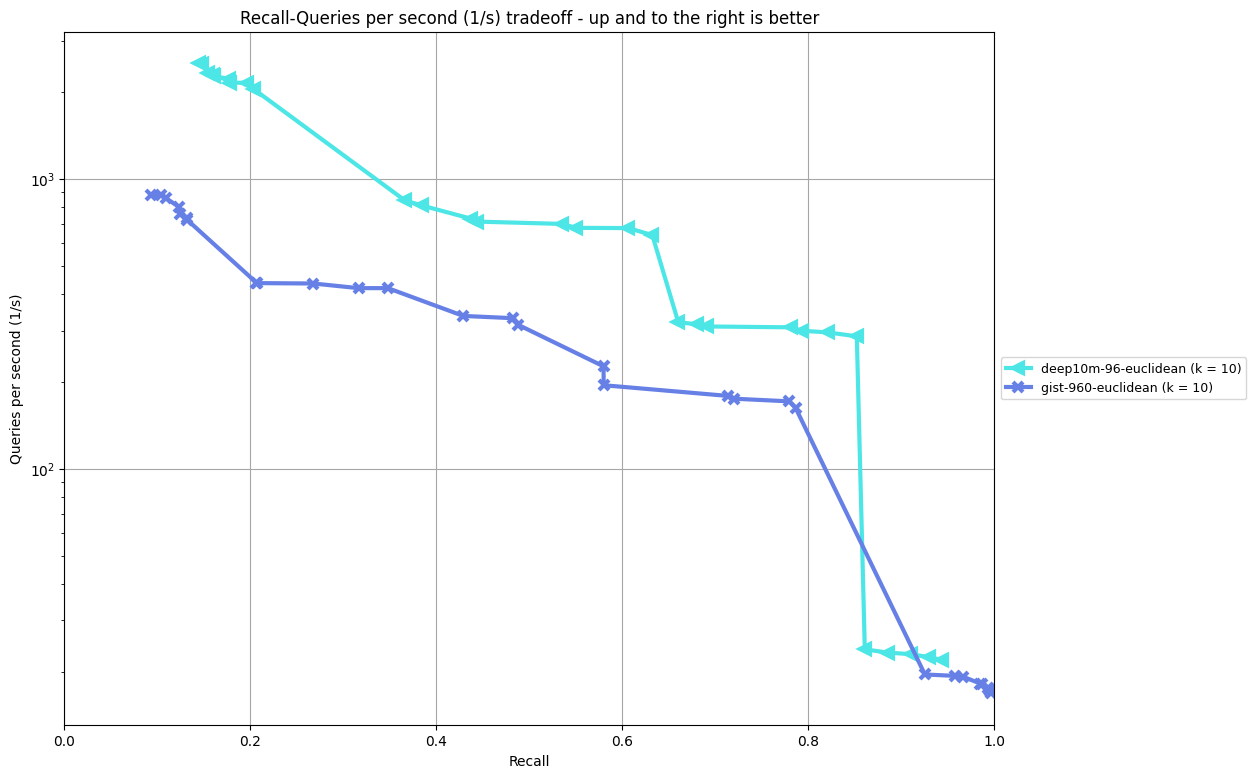 Recall-Queries per second (1/s) tradeoff - up and to the right is better
Queries per second (1/s)
10³
10²
0.0 0.2 0.4 0.6 0.8 1.0
Recall
deep10m-96-euclidean (k = 10)
gist-960-euclidean (k = 10)